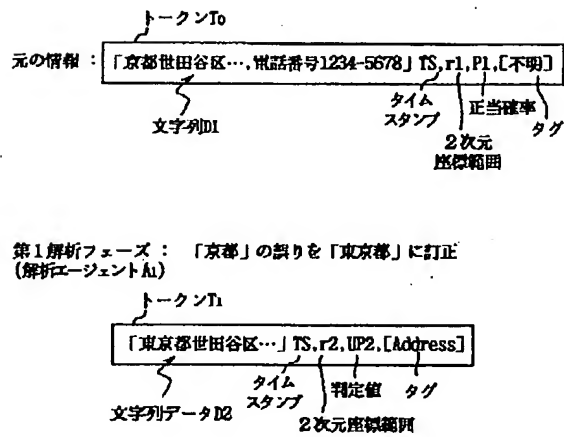 トークンT0
元の情報 : 「京都世田谷区…,電話番号1234-5678」TS,r1,P1,[不明]
文字列D1
タイム
スタンプ
2次元
座標範囲
正当確率
タグ
第1解析フェーズ : 「京都」の誤りを「東京都」に訂正
(解析エージェントA1)
トークンT1
「東京都世田谷区…」TS,r2,UP2,[Address]
文字列データD2
タイム
スタンプ
2次元座標範囲
判定値
タグ